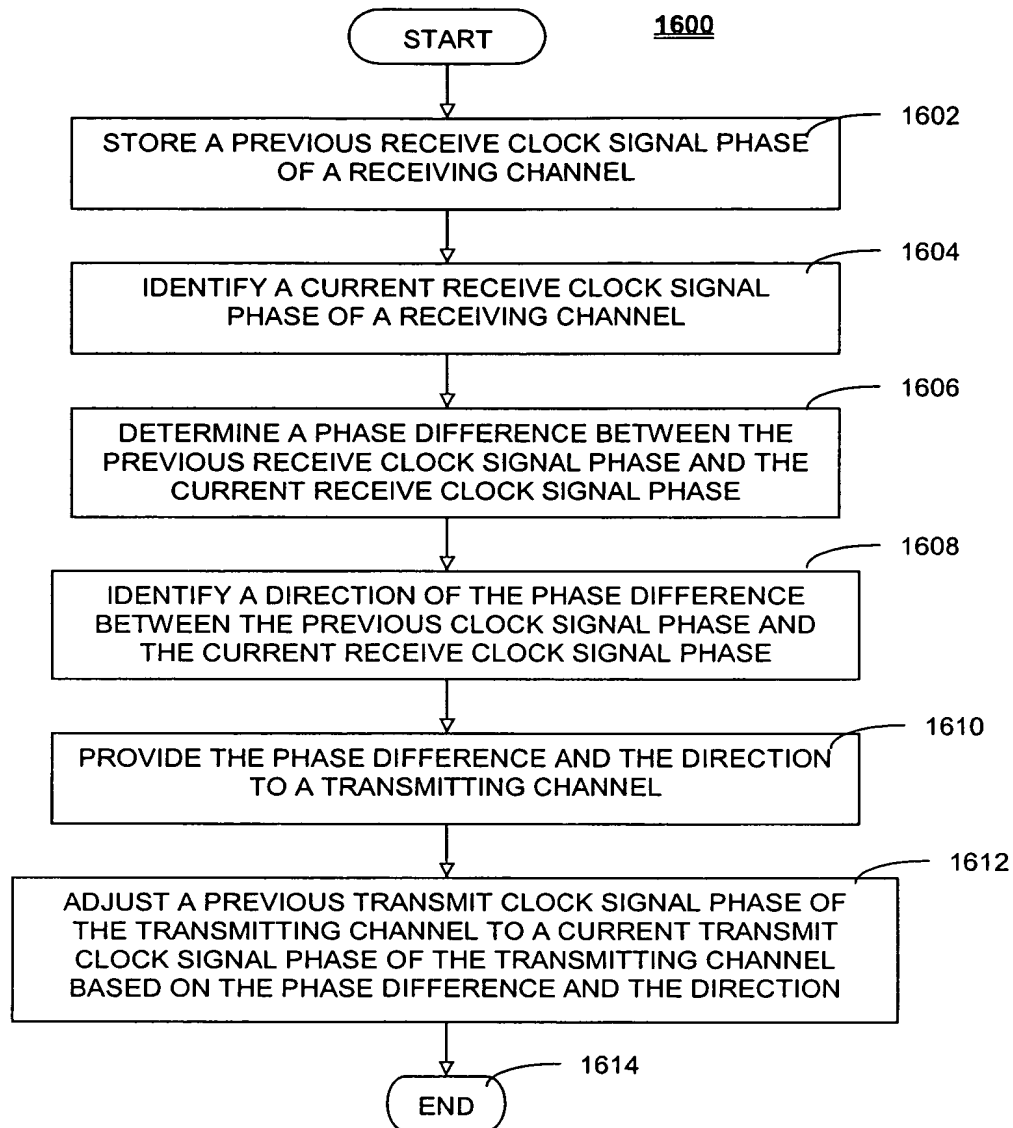 1600
START
1602
STORE A PREVIOUS RECEIVE CLOCK SIGNAL PHASE
OF A RECEIVING CHANNEL
1604
IDENTIFY A CURRENT RECEIVE CLOCK SIGNAL
PHASE OF A RECEIVING CHANNEL
1606
DETERMINE A PHASE DIFFERENCE BETWEEN THE
PREVIOUS RECEIVE CLOCK SIGNAL PHASE AND THE
CURRENT RECEIVE CLOCK SIGNAL PHASE
1608
IDENTIFY A DIRECTION OF THE PHASE DIFFERENCE
BETWEEN THE PREVIOUS CLOCK SIGNAL PHASE AND
THE CURRENT RECEIVE CLOCK SIGNAL PHASE
1610
PROVIDE THE PHASE DIFFERENCE AND THE DIRECTION
TO A TRANSMITTING CHANNEL
1612
ADJUST A PREVIOUS TRANSMIT CLOCK SIGNAL PHASE OF
THE TRANSMITTING CHANNEL TO A CURRENT TRANSMIT
CLOCK SIGNAL PHASE OF THE TRANSMITTING CHANNEL
BASED ON THE PHASE DIFFERENCE AND THE DIRECTION
1614
END